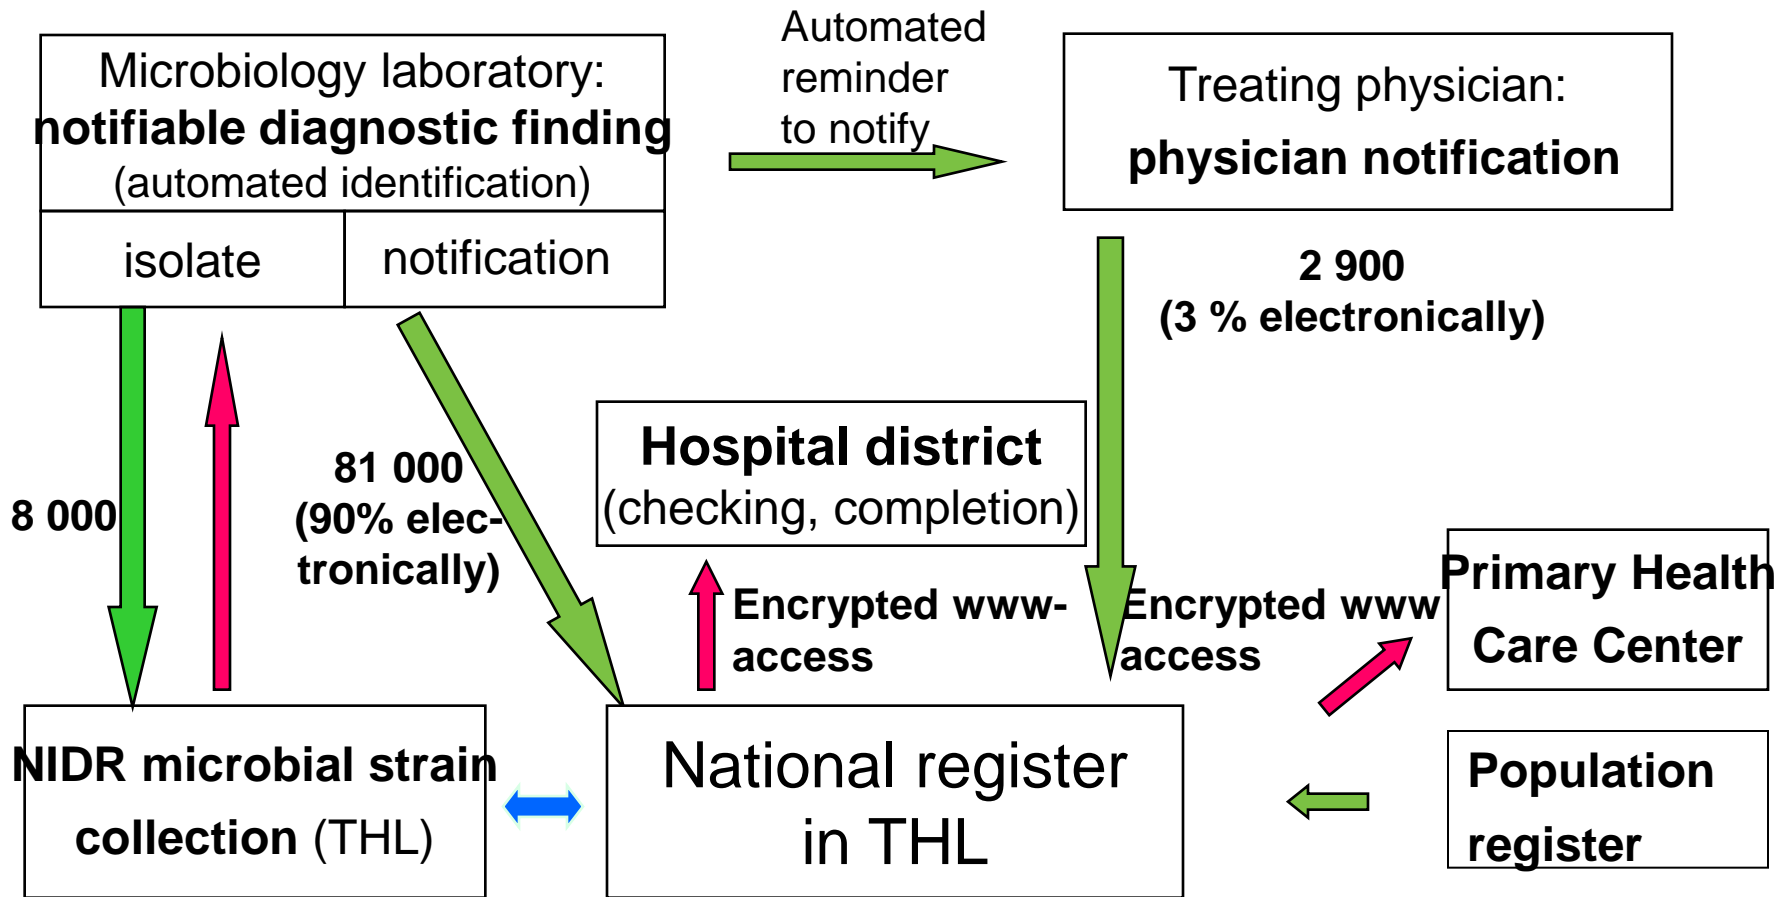 Microbiology laboratory:
notifiable diagnostic finding
(automated identification)
isolate
notification
Automated
reminder
to notify
Treating physician:
physician notification
2 900
(3 % electronically)
8 000
81 000
(90% elec-
tronically)
Hospital district
(checking, completion)
Encrypted www-
access
Encrypted www
access
Primary Health
Care Center
NIDR microbial strain
collection (THL)
National register
in THL
Population
register